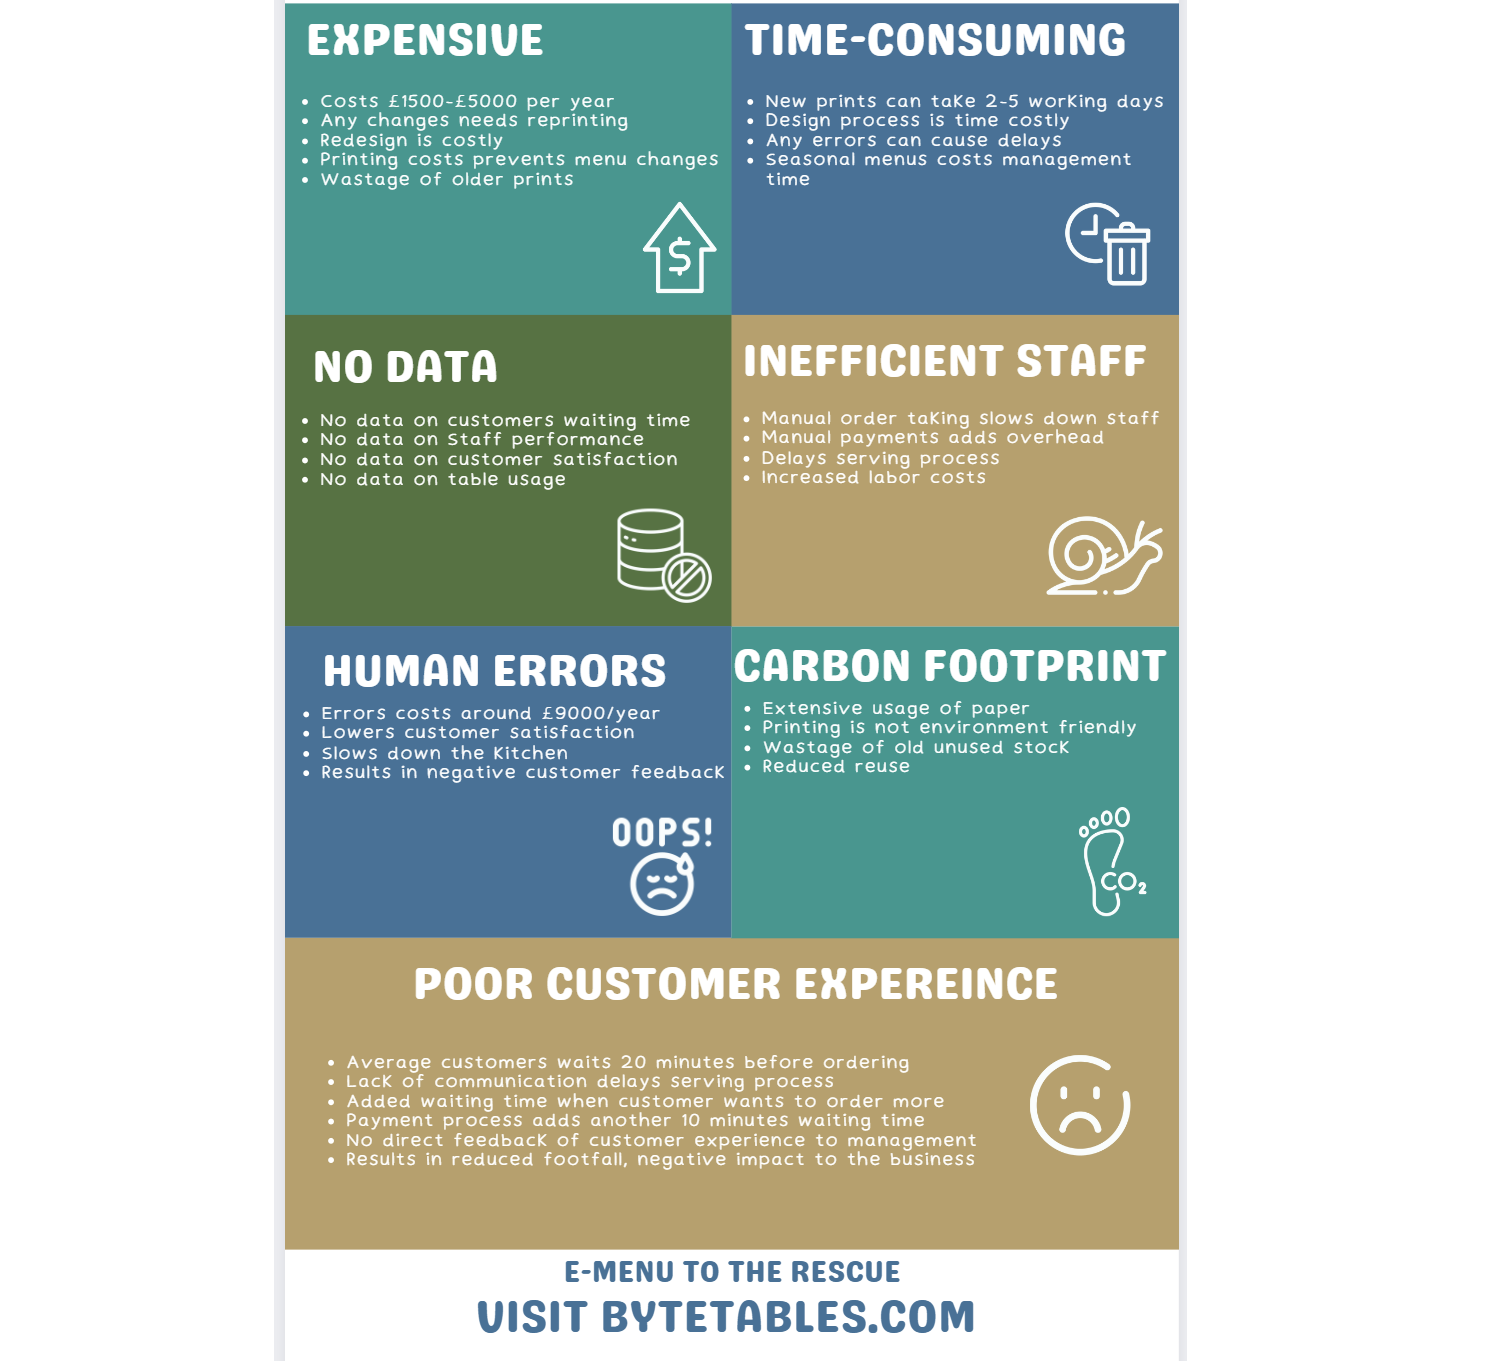 EXPENSIVE
• Costs £1500-£5000 per year
• Any changes needs reprinting
• Redesign is costly
• Printing costs prevents menu changes
• Wastage of older prints
$
TIME-CONSUMING
• New prints can take 2-5 working days
• Design process is time costly
• Any errors can cause delays
• Seasonal menus costs management
time
NO DATA
• No data on customers waiting time
• No data on Staff performance
• No data on customer satisfaction
• No data on table usage
INEFFICIENT STAFF
• Manual order taking slows down staff
• Manual payments adds overhead
• Delays serving process
• Increased labor costs
HUMAN ERRORS
• Errors costs around £9000/year
• Lowers customer satisfaction
• Slows down the Kitchen
• Results in negative customer feedback
OOPS!
CARBON FOOTPRINT
• Extensive usage of paper
• Printing is not environment friendly
• Wastage of old unused stock
• Reduced reuse
CO2
POOR CUSTOMER EXPEREINCE
• Average customers waits 20 minutes before ordering
• Lack of communication delays serving process
• Added waiting time when customer wants to order more
• Payment process adds another 10 minutes waiting time
• No direct feedback of customer experience to management
• Results in reduced footfall, negative impact to the business
E-MENU TO THE RESCUE
VISIT BYTETABLES.COM